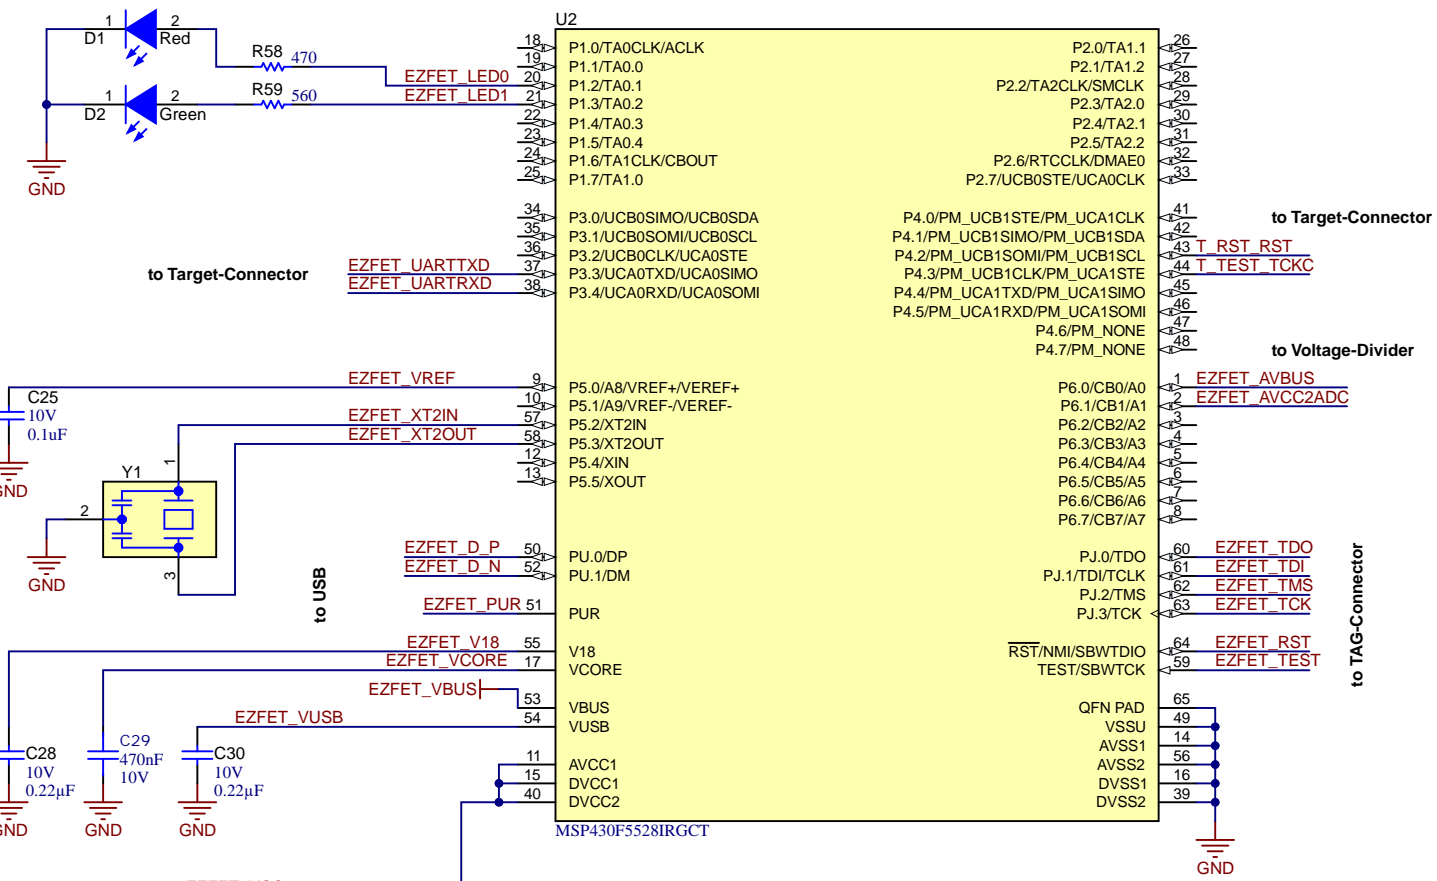 U2
1 2
D1 Red
R58 470
EZFET_LED0
1 2
D2 Green
R59 560
EZFET_LED1
GND
18 P1.0/TA0CLK/ACLK
19 P1.1/TA0.0
20 P1.2/TA0.1
21 P1.3/TA0.2
22 P1.4/TA0.3
23 P1.5/TA0.4
24 P1.6/TA1CLK/CBOUT
25 P1.7/TA1.0
P2.0/TA1.1 26
P2.1/TA1.2 27
P2.2/TA2CLK/SMCLK 28
P2.3/TA2.0 29
P2.4/TA2.1 30
P2.5/TA2.2 31
P2.6/RTCCLK/DMAE0 32
P2.7/UCB0STE/UCA0CLK 33
34 P3.0/UCB0SIMO/UCB0SDA
35 P3.1/UCB0SOMI/UCB0SCL
36 P3.2/UCB0CLK/UCA0STE
to Target-Connector
EZFET_UARTTXD 37 P3.3/UCA0TXD/UCA0SIMO
EZFET_UARTRXD 38 P3.4/UCA0RXD/UCA0SOMI
P4.0/PM_UCB1STE/PM_UCA1CLK 41
to Target-Connector
P4.1/PM_UCB1SIMO/PM_UCB1SDA 42
P4.2/PM_UCB1SOMI/PM_UCB1SCL 43 T_RST_RST
P4.3/PM_UCB1CLK/PM_UCA1STE 44 T_TEST_TCKC
P4.4/PM_UCA1TXD/PM_UCA1SIMO 45
P4.5/PM_UCA1RXD/PM_UCA1SOMI 46
P4.6/PM_NONE 47
P4.7/PM_NONE 48
to Voltage-Divider
EZFET_VREF 9 P5.0/A8/VREF+/VEREF+
10 P5.1/A9/VREF-/VEREF-
EZFET_XT2IN 57 P5.2/XT2IN
EZFET_XT2OUT 58 P5.3/XT2OUT
12 P5.4/XIN
13 P5.5/XOUT
C25
10V
0.1uF
GND
Y1
1
2
3
GND
P6.0/CB0/A0 1 EZFET_AVBUS
P6.1/CB1/A1 2 EZFET_AVCC2ADC
P6.2/CB2/A2 3
P6.3/CB3/A3 4
P6.4/CB4/A4 5
P6.5/CB5/A5 6
P6.6/CB6/A6 7
P6.7/CB7/A7 8
EZFET_D_P 50 PU.0/DP
EZFET_D_N 52 PU.1/DM
to USB
EZFET_PUR 51 PUR
PJ.0/TDO 60 EZFET_TDO
PJ.1/TDI/TCLK 61 EZFET_TDI
PJ.2/TMS 62 EZFET_TMS
PJ.3/TCK 63 EZFET_TCK
to TAG-Connector
EZFET_V18 55 V18
EZFET_VCORE 17 VCORE
EZFET_VBUS 53 VBUS
EZFET_VUSB 54 VUSB
11 AVCC1
15 DVCC1
40 DVCC2
RST/NMI/SBWTDIO 64 EZFET_RST
TEST/SBWTCK 59 EZFET_TEST
QFN PAD 65
VSSU 49
AVSS1 14
AVSS2 56
DVSS1 16
DVSS2 39
C28
10V
0.22µF
GND
C29
470nF
10V
GND
C30
10V
0.22µF
GND
MSP430F5528IRGCT
GND